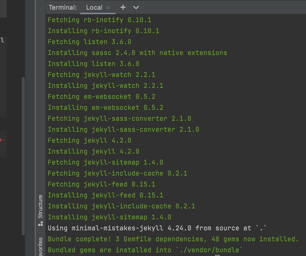 Terminal: Local × + ⌄
Fetching rb-inotify 0.10.1
Installing rb-inotify 0.10.1
Fetching listen 3.6.0
Installing sassc 2.4.0 with native extensions
Installing listen 3.6.0
Fetching jekyll-watch 2.2.1
Installing jekyll-watch 2.2.1
Fetching em-websocket 0.5.2
Installing em-websocket 0.5.2
Fetching jekyll-sass-converter 2.1.0
Installing jekyll-sass-converter 2.1.0
Fetching jekyll 4.2.0
Installing jekyll 4.2.0
Fetching jekyll-sitemap 1.4.0
Fetching jekyll-include-cache 0.2.1
Fetching jekyll-feed 0.15.1
Installing jekyll-feed 0.15.1
Installing jekyll-include-cache 0.2.1
Installing jekyll-sitemap 1.4.0
Using minimal-mistakes-jekyll 4.24.0 from source at `.`
Bundle complete! 3 Gemfile dependencies, 48 gems now installed.
Bundled gems are installed into `./vendor/bundle`
Structure